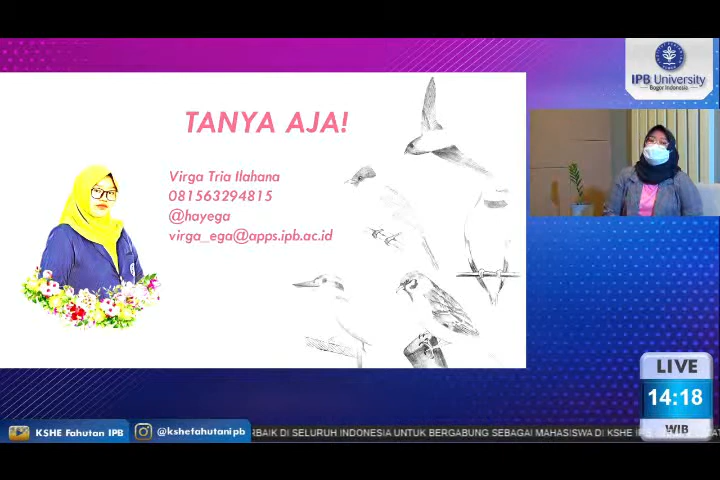 IPB University
Bogor Indonesia
TANYA AJA!
Virga Tria Ilahana
081563294815
@hayega
virga_ega@apps.ipb.ac.id
LIVE
14:18
WIB
KSHE Fahutan IPB
@kshefahutanipb
RBAIK DI SELURUH INDONESIA UNTUK BERGABUNG SEBAGAI MAHASISWA DI KSHE